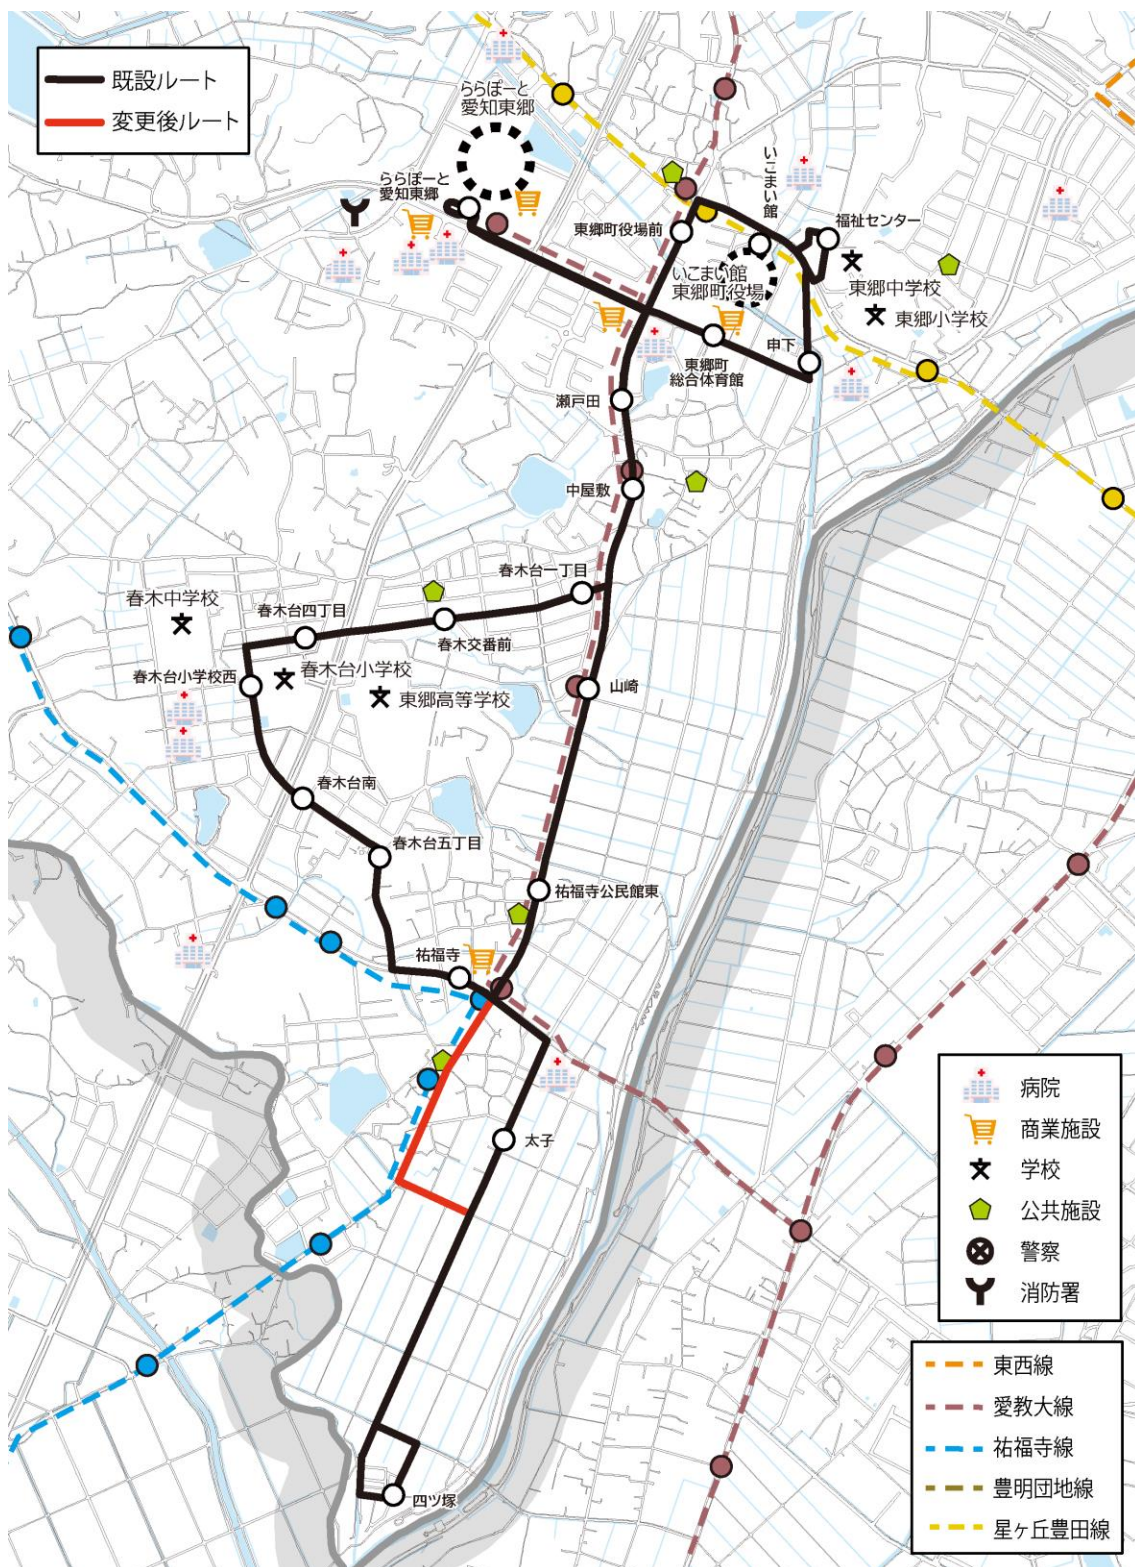 既設ルート
変更後ルート
ららぽーと
愛知東郷
ららぽーと
愛知東郷
いこまい館
福祉センター
東郷町役場前
いこまい館
東郷町役場
東郷中学校
東郷小学校
東郷町
総合体育館
申下
瀬戸田
中屋敷
春木台一丁目
春木中学校
春木台四丁目
春木交番前
春木台小学校西
春木台小学校
東郷高等学校
山崎
春木台南
春木台五丁目
祐福寺公民館東
祐福寺
太子
四ツ塚
病院
商業施設
学校
公共施設
警察
消防署
東西線
愛教大線
祐福寺線
豊明団地線
星ヶ丘豊田線